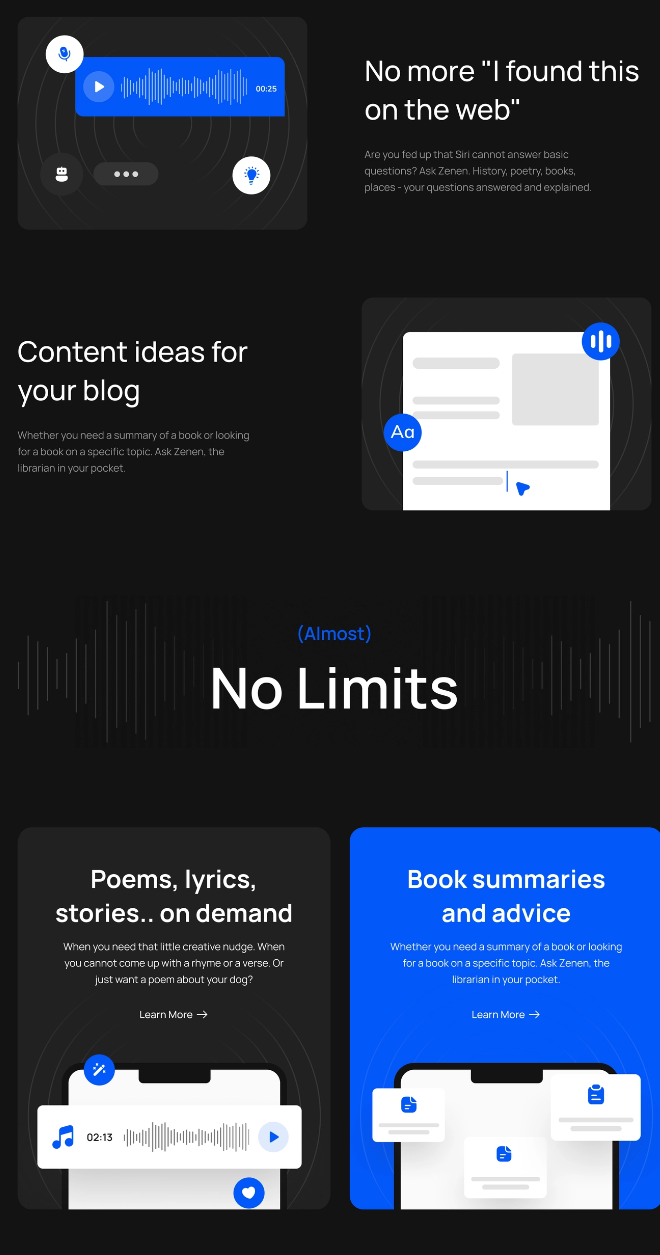 00:25
No more "I found this
on the web"
Are you fed up that Siri cannot answer basic
questions? Ask Zenen. History, poetry, books,
places - your questions answered and explained.
Content ideas for
your blog
Whether you need a summary of a book or looking
for a book on a specific topic. Ask Zenen, the
librarian in your pocket.
Aa
(Almost)
No Limits
Poems, lyrics,
stories.. on demand
When you need that little creative nudge. When
you cannot come up with a rhyme or a verse. Or
just want a poem about your dog?
Learn More
02:13
Book summaries
and advice
Whether you need a summary of a book or looking
for a book on a specific topic. Ask Zenen, the
librarian in your pocket.
Learn More